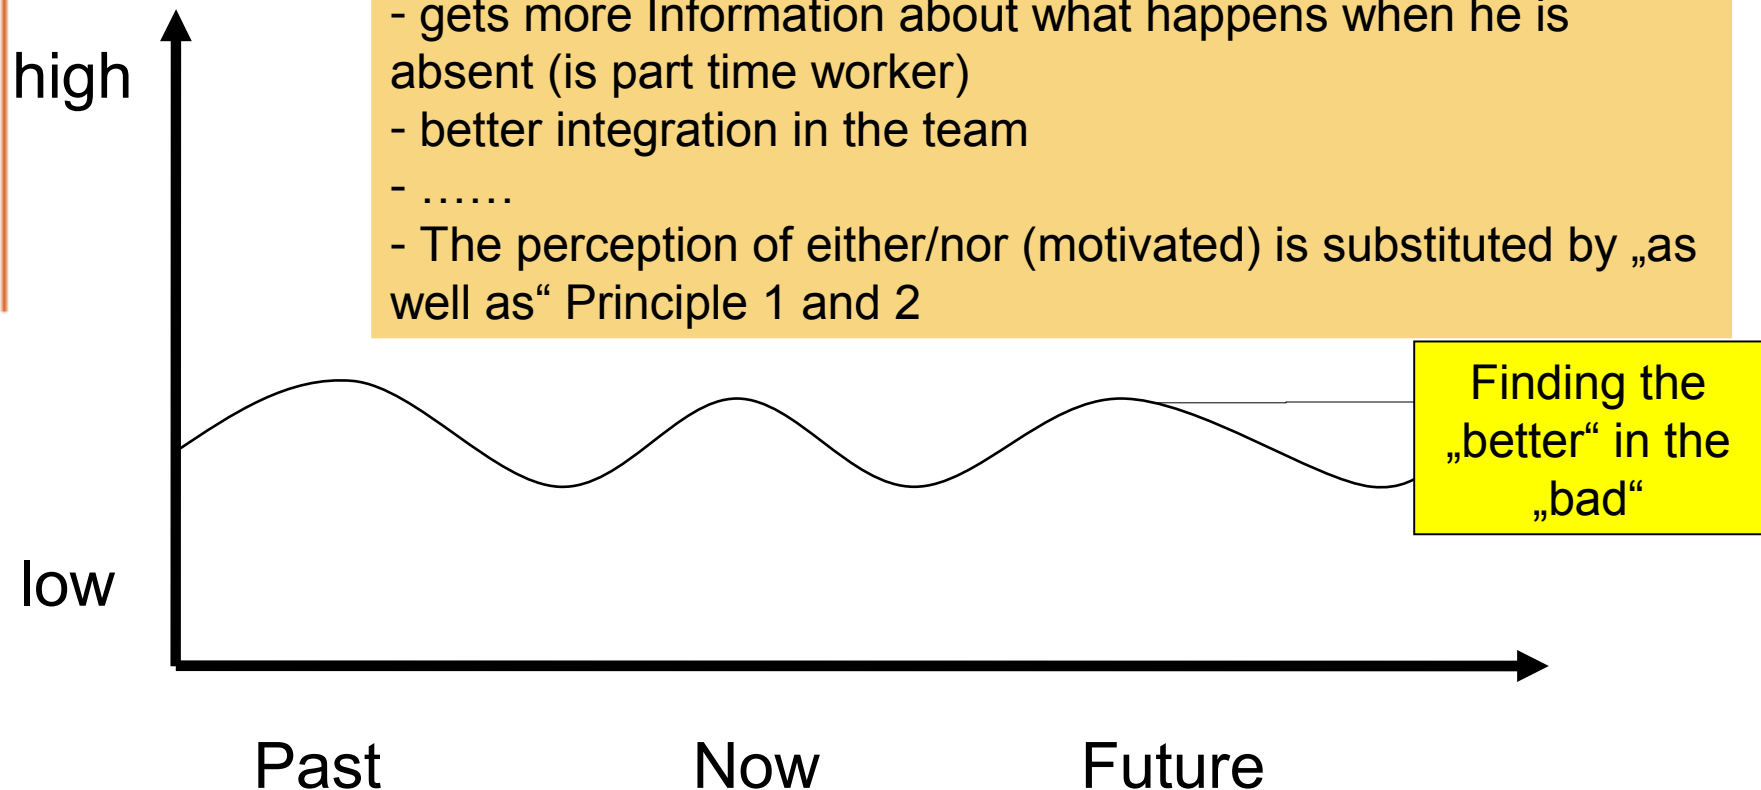 - gets more Information about what happens when he is
absent (is part time worker)
- better integration in the team
- ……
- The perception of either/nor (motivated) is substituted by „as
well as“ Principle 1 and 2
high
Finding the
„better“ in the
„bad“
low
Past Now Future